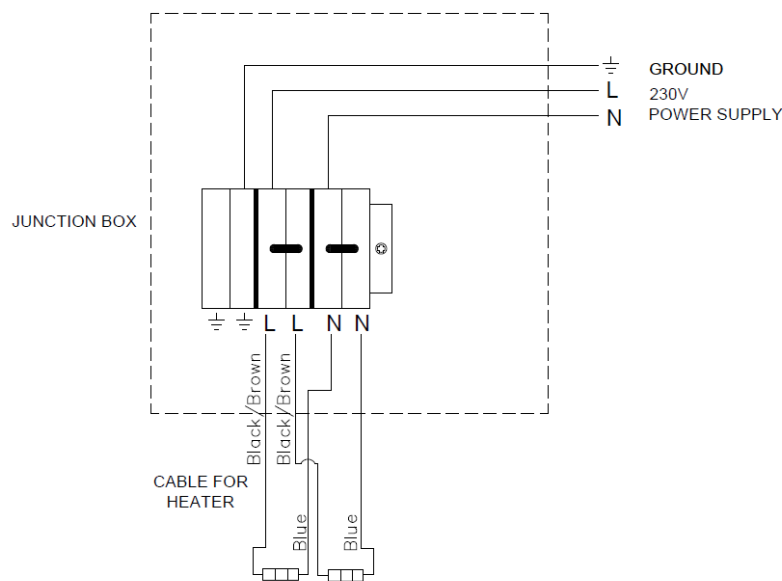 GROUND
L
230V
N
POWER SUPPLY
JUNCTION BOX
L L N N
Black/Brown
Black/Brown
CABLE FOR
HEATER
Blue
Blue